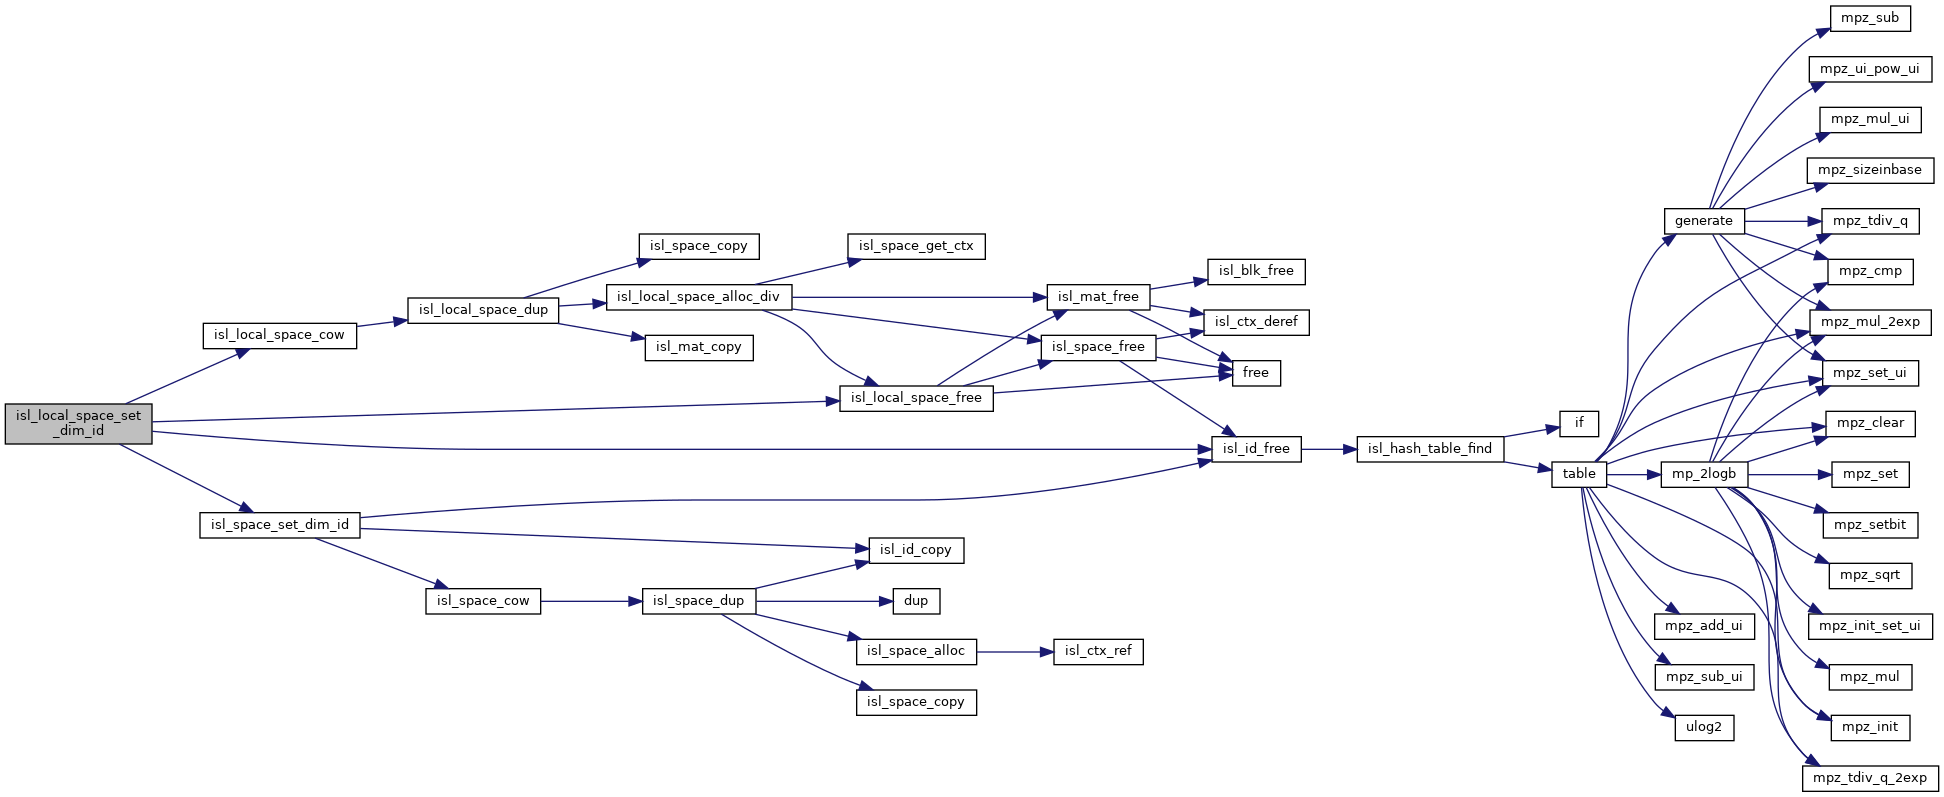 isl_local_space_set
_dim_id
isl_local_space_cow
isl_space_set_dim_id
isl_local_space_dup
isl_space_cow
isl_space_copy
isl_local_space_alloc_div
isl_mat_copy
isl_space_dup
isl_space_get_ctx
isl_local_space_free
isl_id_copy
dup
isl_space_alloc
isl_space_copy
isl_mat_free
isl_space_free
isl_ctx_ref
isl_blk_free
isl_ctx_deref
free
isl_id_free
isl_hash_table_find
if
table
generate
mp_2logb
mpz_add_ui
mpz_sub_ui
ulog2
mpz_sub
mpz_ui_pow_ui
mpz_mul_ui
mpz_sizeinbase
mpz_tdiv_q
mpz_cmp
mpz_mul_2exp
mpz_set_ui
mpz_clear
mpz_set
mpz_setbit
mpz_sqrt
mpz_init_set_ui
mpz_mul
mpz_init
mpz_tdiv_q_2exp